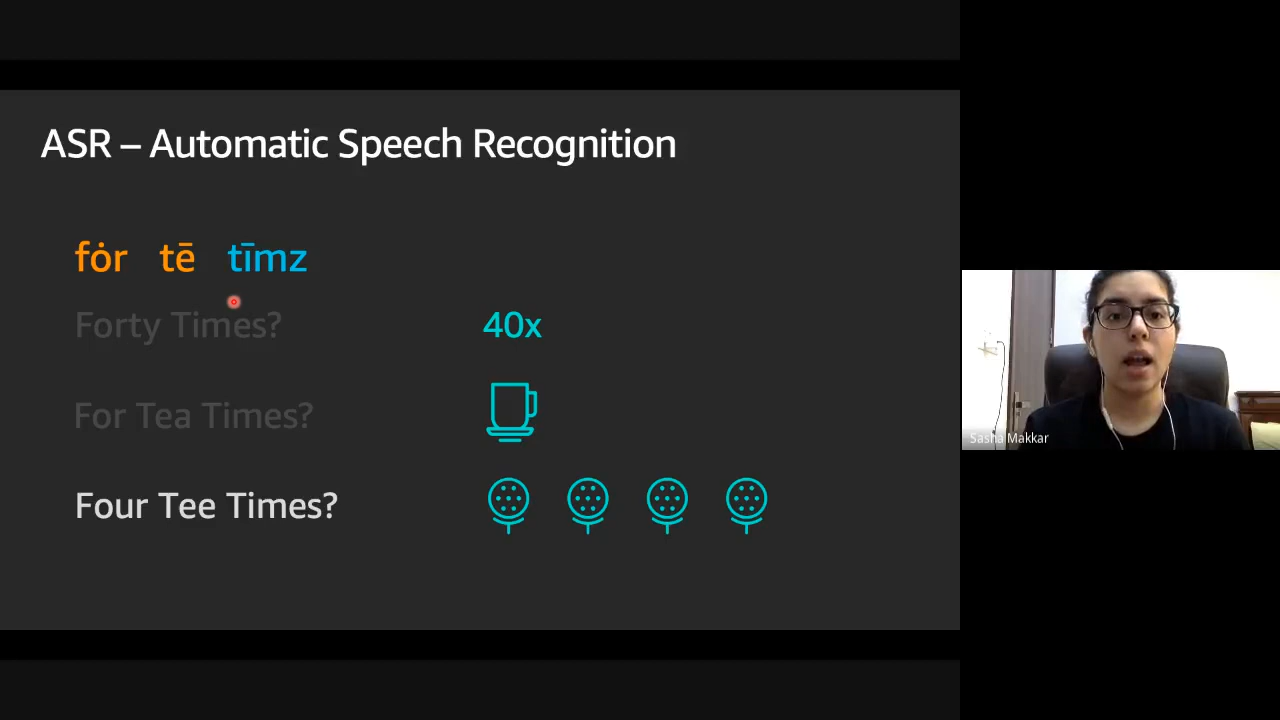 ASR – Automatic Speech Recognition
fȯr tē tīmz
Forty Times? 40x
For Tea Times?
Four Tee Times?
Sasha Makkar